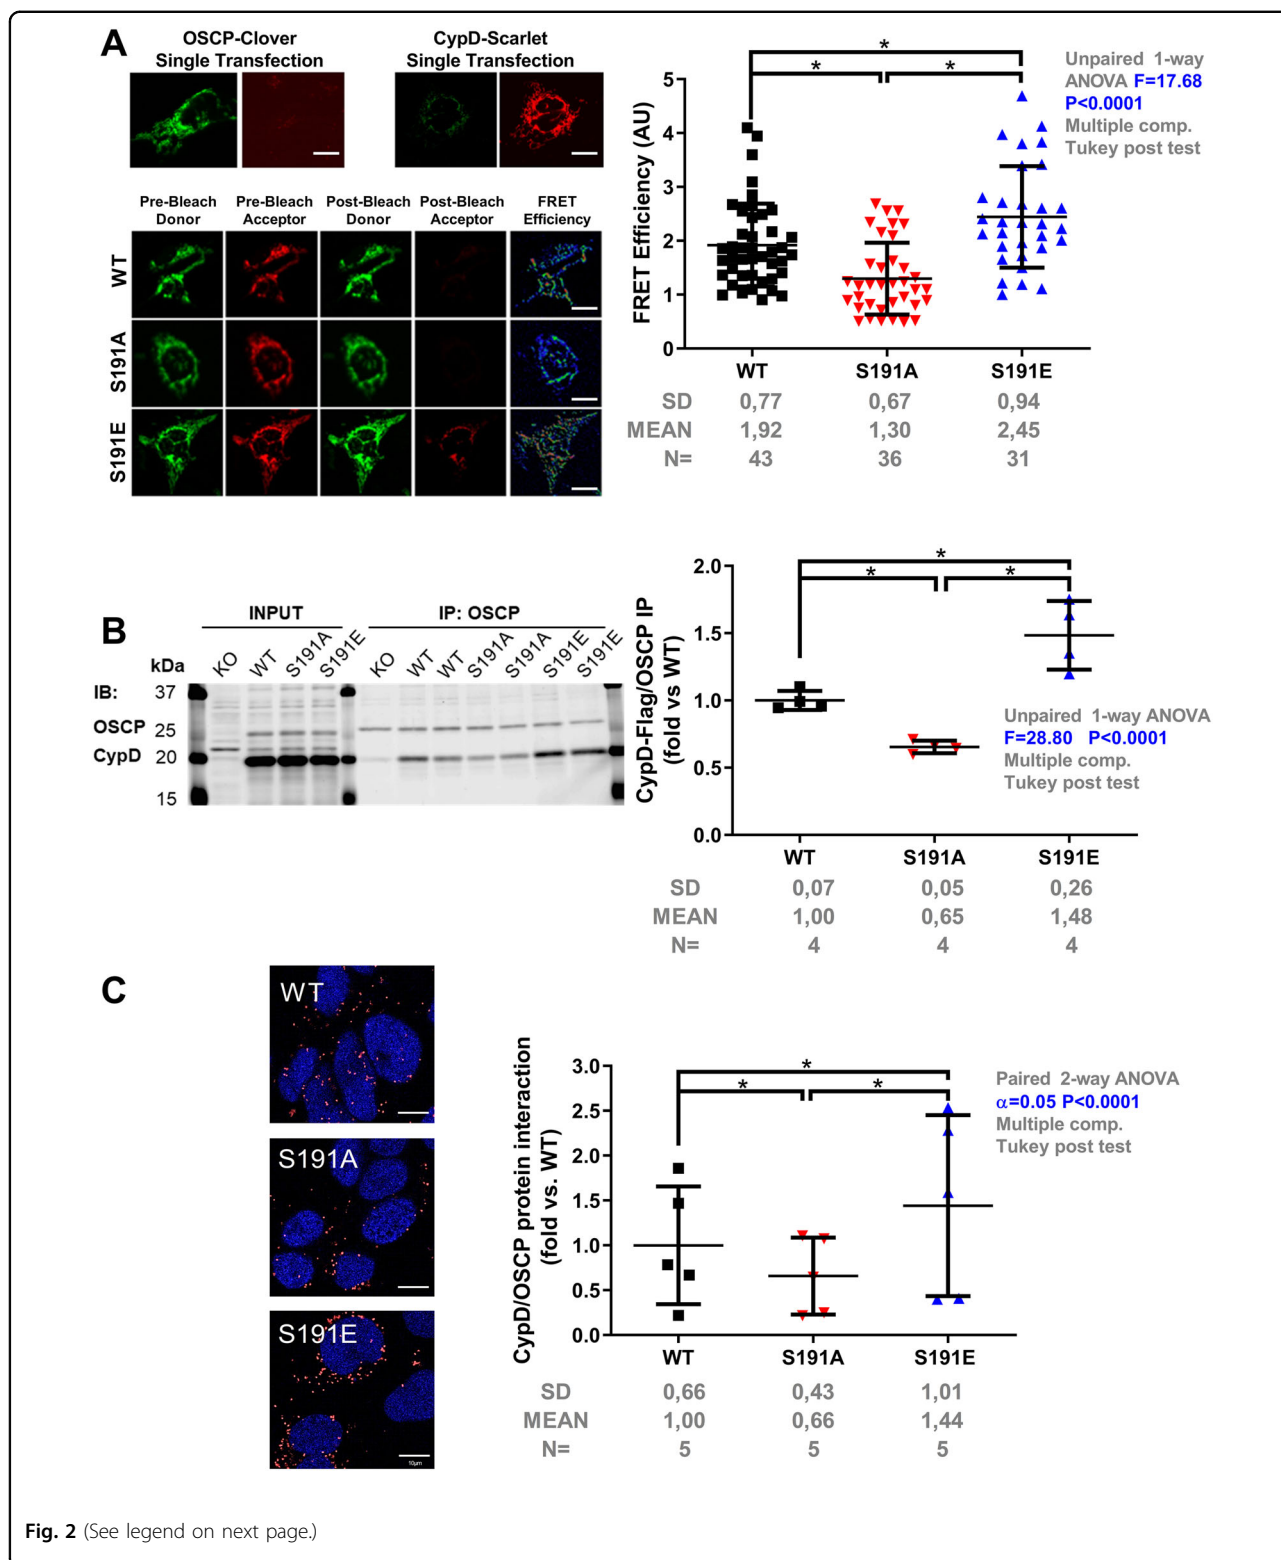 A
OSCP-Clover
Single Transfection
CypD-Scarlet
Single Transfection
Pre-Bleach
Donor
Pre-Bleach
Acceptor
Post-Bleach
Donor
Post-Bleach
Acceptor
FRET
Efficiency
WT
S191A
S191E
FRET Efficiency (AU)
5
4
3
2
1
0
* 
* *
WT S191A S191E
SD 0,77 0,67 0,94
MEAN 1,92 1,30 2,45
N= 43 36 31
Unpaired 1-way
ANOVA F=17.68
P<0.0001
Multiple comp.
Tukey post test
B
INPUT IP: OSCP
kDa KO WT S191A S191E KO WT WT S191A S191A S191E S191E
IB: 37
OSCP 25
CypD 20
15
CypD-Flag/OSCP IP
(fold vs WT)
2.0
1.5
1.0
0.5
0.0
*
* *
Unpaired 1-way ANOVA
F=28.80 P<0.0001
Multiple comp.
Tukey post test
WT S191A S191E
SD 0,07 0,05 0,26
MEAN 1,00 0,65 1,48
N= 4 4 4
C
WT
S191A
S191E
10µm
CypD/OSCP protein interaction
(fold vs. WT)
3.0
2.5
2.0
1.5
1.0
0.5
0.0
*
* *
Paired 2-way ANOVA
α=0.05 P<0.0001
Multiple comp.
Tukey post test
WT S191A S191E
SD 0,66 0,43 1,01
MEAN 1,00 0,66 1,44
N= 5 5 5
Fig. 2 (See legend on next page.)